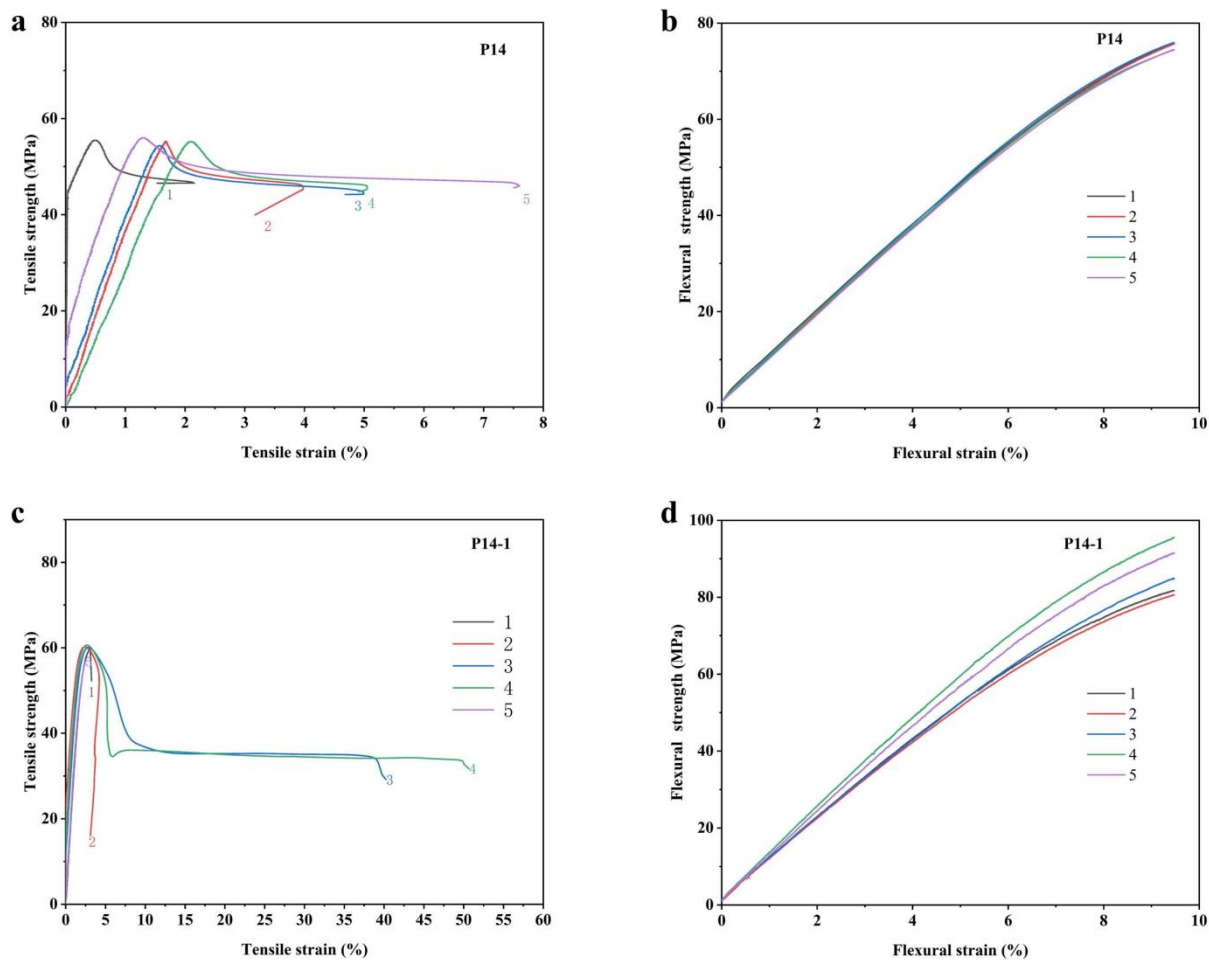 a
P14
80
60
40
20
0
Tensile strength (MPa)
1
2
3
4
5
0 1 2 3 4 5 6 7 8
Tensile strain (%)
b
P14
80
60
40
20
0
Flexural strength (MPa)
1
2
3
4
5
0 2 4 6 8 10
Flexural strain (%)
c
P14-1
80
60
40
20
0
Tensile strength (MPa)
1
2
3
4
5
5
1
2
3
4
0 5 10 15 20 25 30 35 40 45 50 55 60
Tensile strain (%)
d
P14-1
100
80
60
40
20
0
Flexural strength (MPa)
1
2
3
4
5
0 2 4 6 8 10
Flexural strain (%)